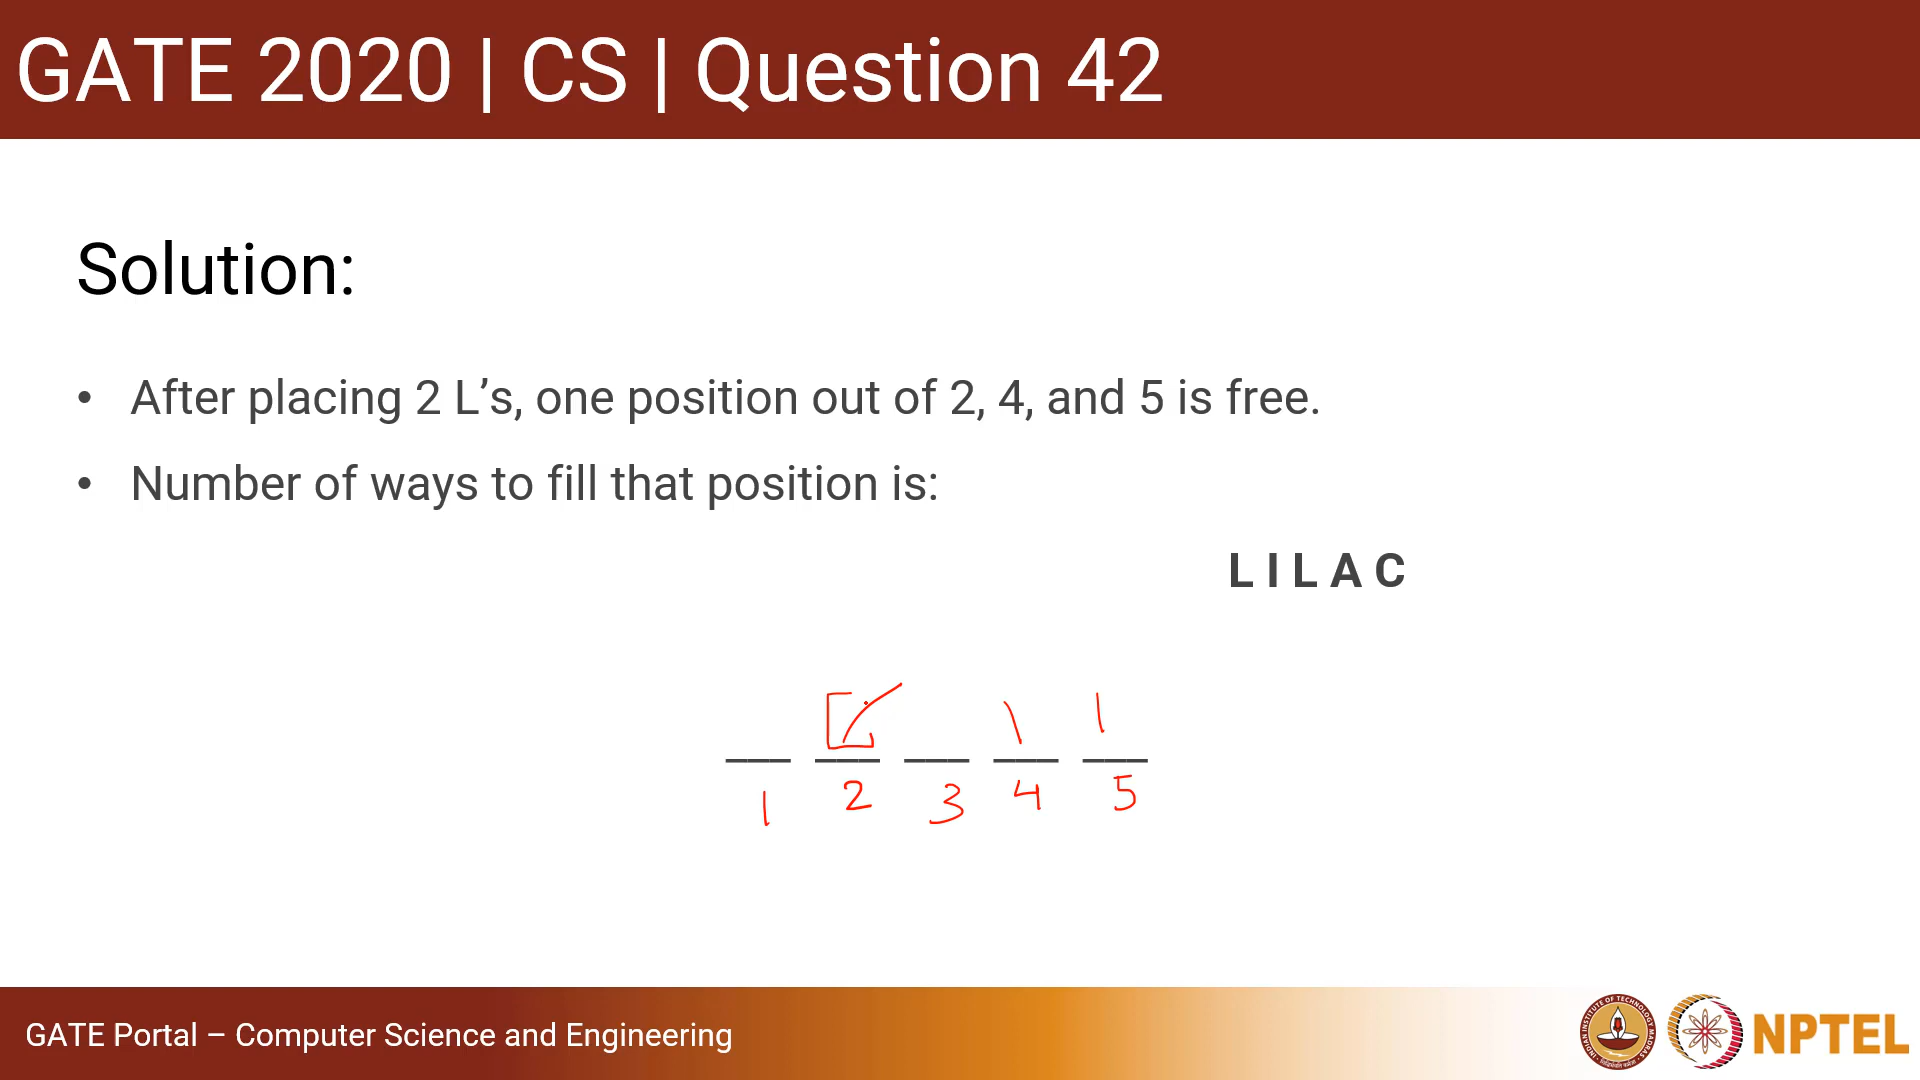 GATE 2020 | CS | Question 42
Solution:
• After placing 2 L’s, one position out of 2, 4, and 5 is free.
• Number of ways to fill that position is:
L I L A C
1 2 3 4 5
GATE Portal – Computer Science and Engineering
NPTEL